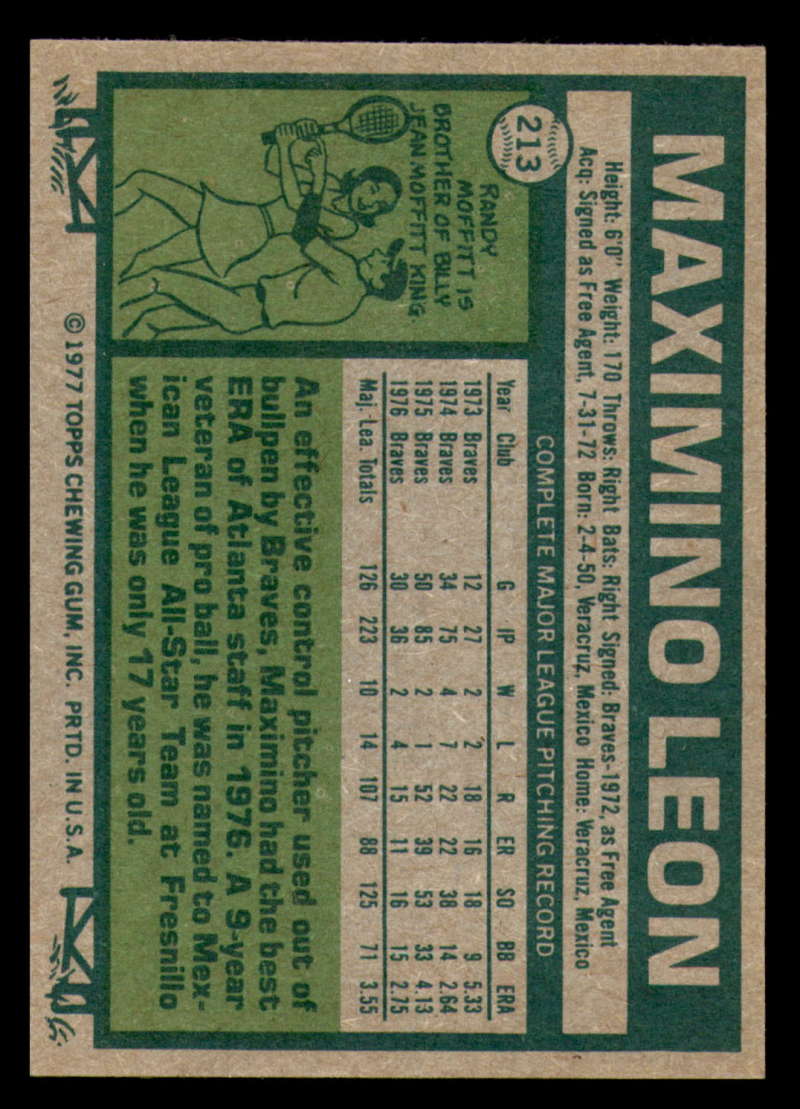 213
MAXIMINO LEON
Height: 6'0" Weight: 170 Throws: Right Bats: Right Signed: Braves-1972, as Free Agent
Acq: Signed as Free Agent, 7-31-72 Born: 2-4-50, Veracruz, Mexico Home: Veracruz, Mexico
COMPLETE MAJOR LEAGUE PITCHING RECORD
Year Club G IP W L R ER SO BB ERA
1973 Braves 12 27 2 2 18 16 18 9 5.33
1974 Braves 34 75 4 7 22 22 38 14 2.64
1975 Braves 50 85 2 1 52 39 53 33 4.13
1976 Braves 30 36 2 4 15 11 16 15 2.75
Maj. Lea. Totals 126 223 10 14 107 88 125 71 3.55
RANDY
MOFFITT IS
BROTHER OF BILLY
JEAN MOFFITT KING.
An effective control pitcher used out of
bullpen by Braves, Maximino had the best
ERA of Atlanta staff in 1976. A 9-year
veteran of pro ball, he was named to Mex-
ican League All-Star Team at Fresnillo
when he was only 17 years old.
© 1977 TOPPS CHEWING GUM, INC. PRTD. IN U.S.A.